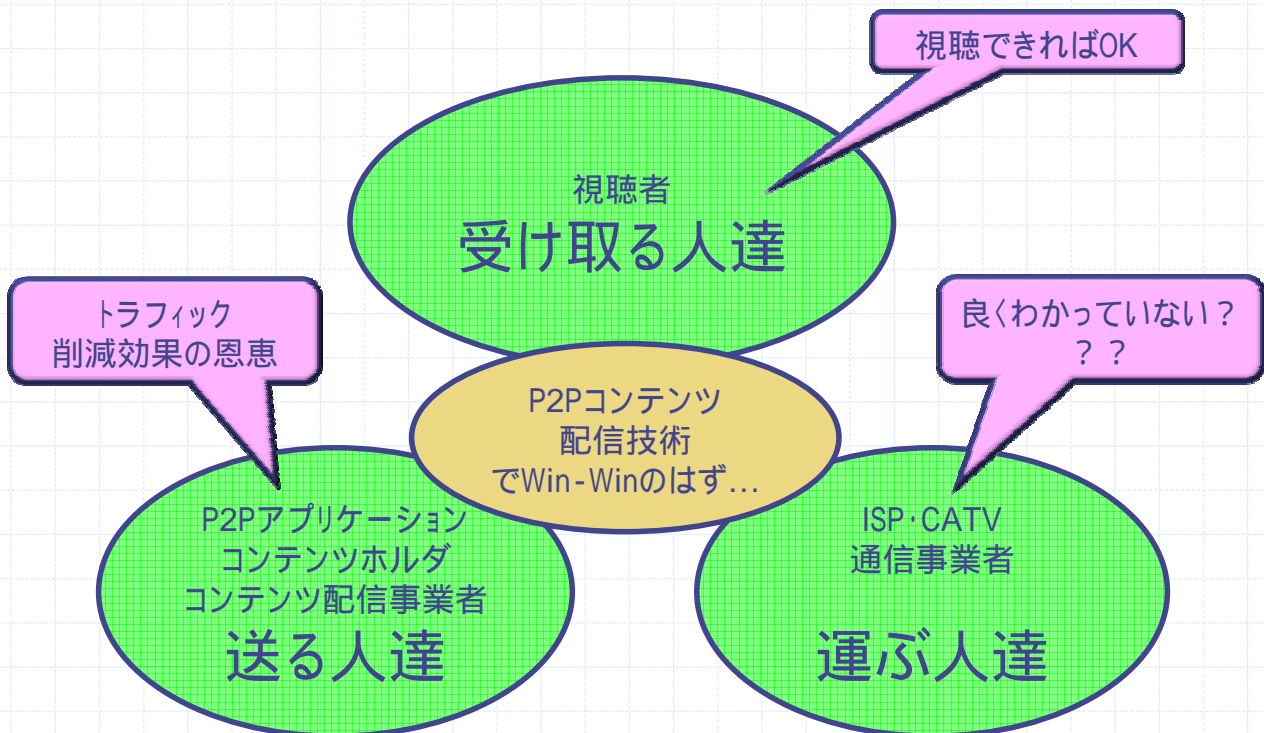 視聴できればOK
視聴者
受け取る人達
トラフィック
削減効果の恩恵
良くわかっていない?
??
P2Pコンテンツ
配信技術
でWin-Winのはず…
P2Pアプリケーション
コンテンツホルダ
コンテンツ配信事業者
送る人達
ISP・CATV
通信事業者
運ぶ人達